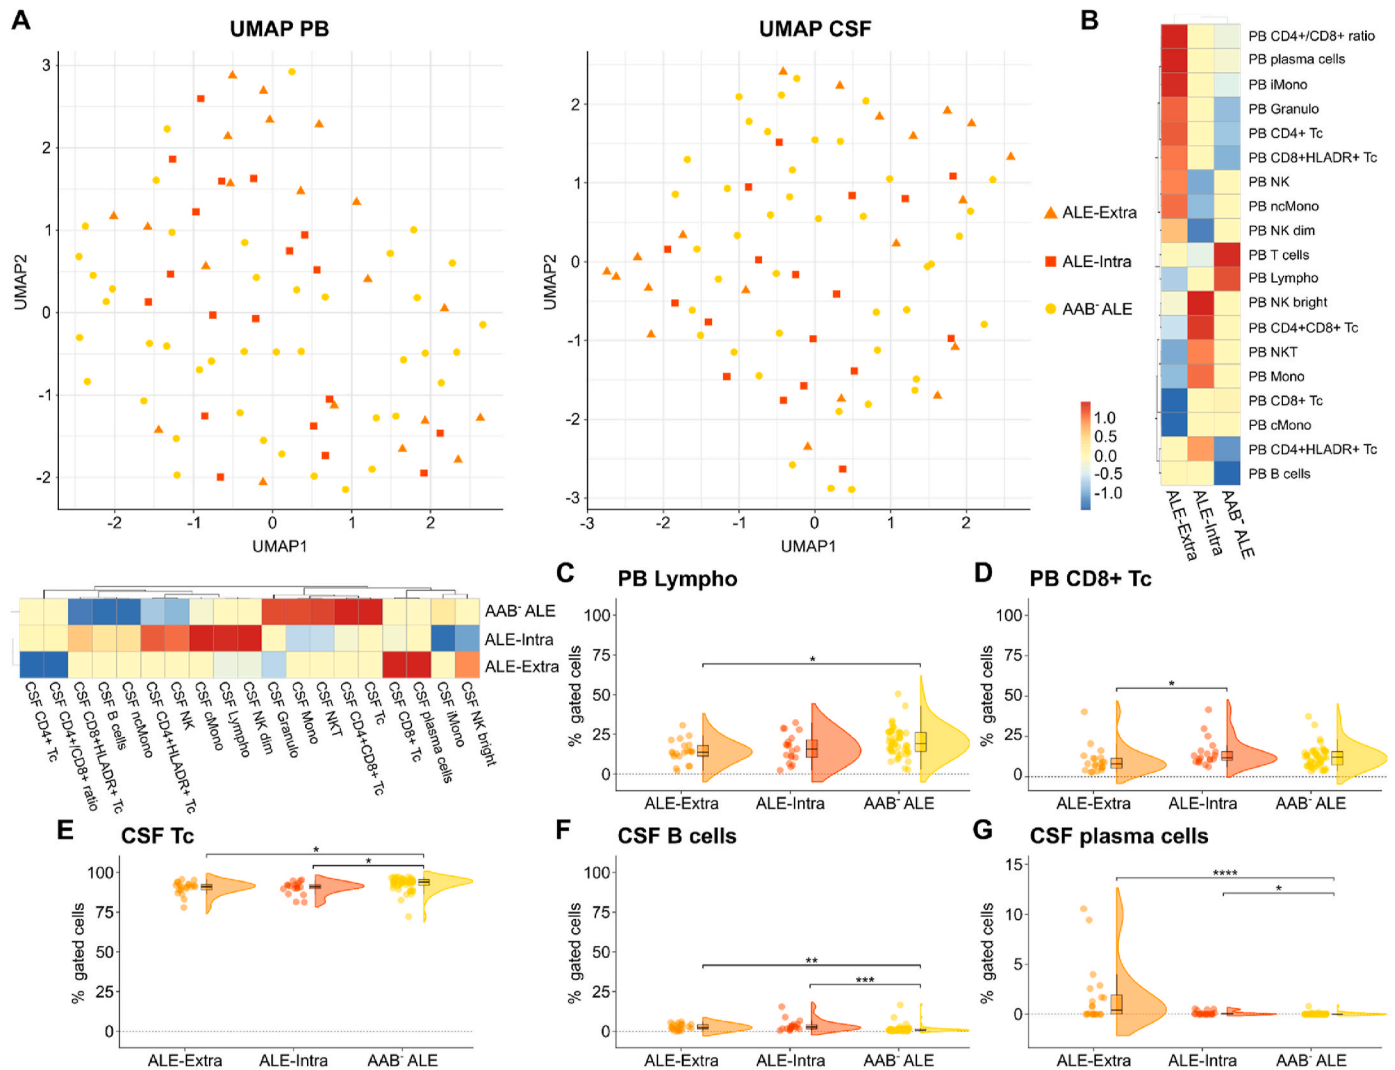 A
UMAP PB
UMAP CSF
B
3
2
1
0
-1
-2
UMAP2
-2
-1
0
1
2
UMAP1
2
1
0
-1
-2
-3
UMAP2
-3
-2
-1
0
1
2
UMAP1
ALE-Extra
ALE-Intra
AAB- ALE
PB CD4+/CD8+ ratio
PB plasma cells
PB iMono
PB Granulo
PB CD4+ Tc
PB CD8+HLADR+ Tc
PB NK
PB ncMono
PB NK dim
PB T cells
PB Lympho
PB NK bright
PB CD4+CD8+ Tc
PB NKT
PB Mono
PB CD8+ Tc
PB cMono
PB CD4+HLADR+ Tc
PB B cells
1.0
0.5
0.0
-0.5
-1.0
ALE-Extra
ALE-Intra
AAB- ALE
AAB- ALE
ALE-Intra
ALE-Extra
CSF CD4+ Tc
CSF CD4+/CD8+ ratio
CSF CD8+HLADR+ Tc
CSF B cells
CSF ncMono
CSF CD4+HLADR+ Tc
CSF NK
CSF cMono
CSF Lympho
CSF NK dim
CSF Granulo
CSF Mono
CSF NKT
CSF CD4+CD8+ Tc
CSF Tc
CSF CD8+ Tc
CSF plasma cells
CSF iMono
CSF NK bright
C
PB Lympho
100
75
50
25
0
% gated cells
*
ALE-Extra
ALE-Intra
AAB- ALE
D
PB CD8+ Tc
100
75
50
25
0
% gated cells
*
ALE-Extra
ALE-Intra
AAB- ALE
E
CSF Tc
100
75
50
25
0
% gated cells
*
*
ALE-Extra
ALE-Intra
AAB- ALE
F
CSF B cells
100
75
50
25
0
% gated cells
**
***
ALE-Extra
ALE-Intra
AAB- ALE
G
CSF plasma cells
15
10
5
0
% gated cells
****
*
ALE-Extra
ALE-Intra
AAB- ALE